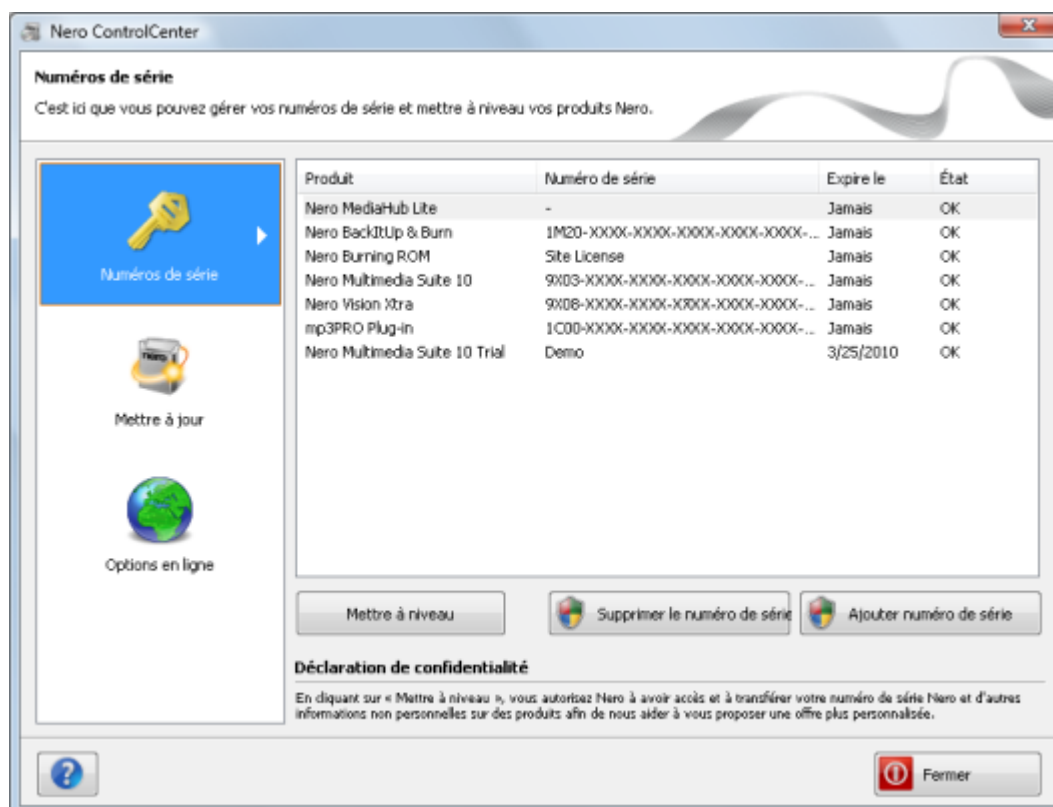 Nero ControlCenter
Numéros de série
C'est ici que vous pouvez gérer vos numéros de série et mettre à niveau vos produits Nero.
Numéros de série
Mettre à jour
Options en ligne
Produit Numéro de série Expire le État
Nero MediaHub Lite - Jamais OK
Nero BackItUp & Burn 1M20-XXXX-XXXX-XXXX-XXXX-XXXX-... Jamais OK
Nero Burning ROM Site License Jamais OK
Nero Multimedia Suite 10 9X03-XXXX-XXXX-XXXX-XXXX-XXXX-... Jamais OK
Nero Vision Xtra 9X08-XXXX-XXXX-XXXX-XXXX-XXXX-... Jamais OK
mp3PRO Plug-in 1C00-XXXX-XXXX-XXXX-XXXX-XXXX-... Jamais OK
Nero Multimedia Suite 10 Trial Demo 3/25/2010 OK
Mettre à niveau Supprimer le numéro de série Ajouter numéro de série
Déclaration de confidentialité
En cliquant sur « Mettre à niveau », vous autorisez Nero à avoir accès et à transférer votre numéro de série Nero et d'autres
informations non personnelles sur des produits afin de nous aider à vous proposer une offre plus personnalisée.
Fermer